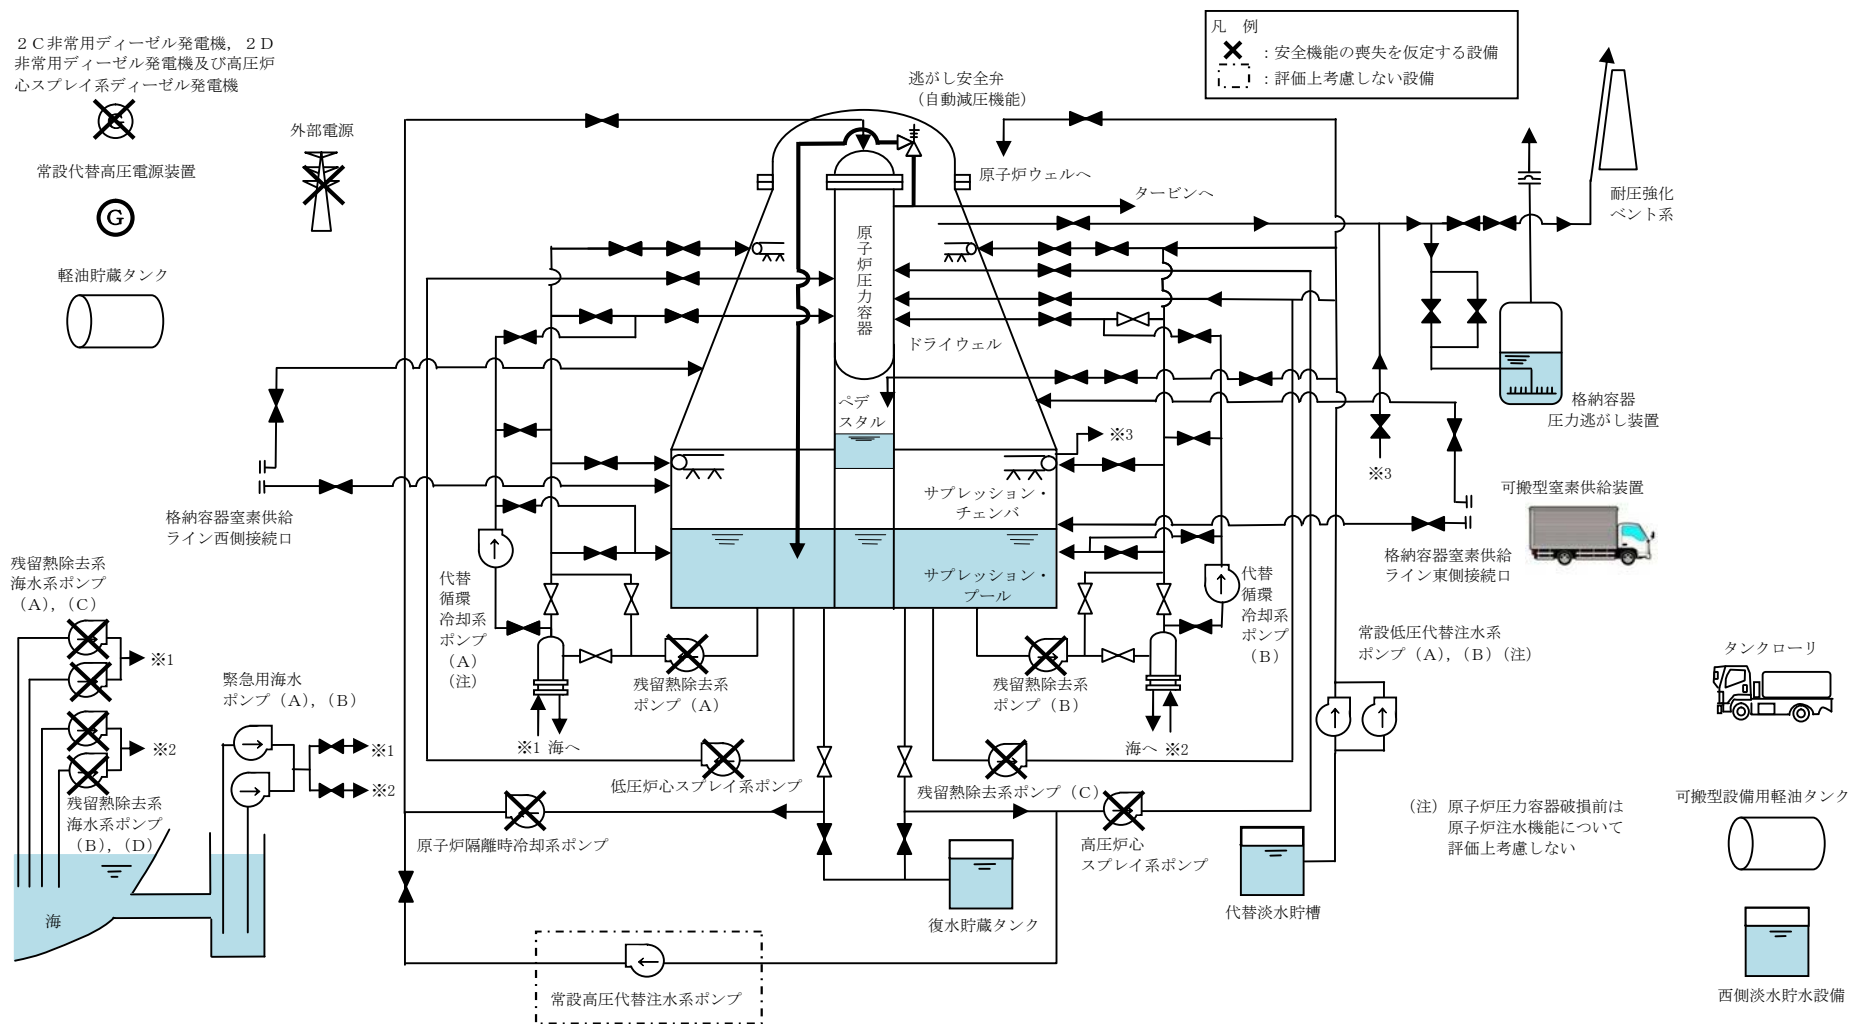 ２Ｃ非常用ディーゼル発電機，２Ｄ
非常用ディーゼル発電機及び高圧炉
心スプレイ系ディーゼル発電機
G
外部電源
常設代替高圧電源装置
G
軽油貯蔵タンク
凡　例
：安全機能の喪失を仮定する設備
：評価上考慮しない設備
逃がし安全弁
（自動減圧機能）
原子炉ウェルへ
タービンへ
耐圧強化
ベント系
原子炉圧力容器
ドライウェル
ペデ
スタル
※3
※3
格納容器
圧力逃がし装置
サプレッション・
チェンバ
サプレッション・
プール
格納容器窒素供給
ライン西側接続口
可搬型窒素供給装置
格納容器窒素供給
ライン東側接続口
残留熱除去系
海水系ポンプ
（Ａ），（Ｃ）
※1
※2
残留熱除去系
海水系ポンプ
（Ｂ），（Ｄ）
海
緊急用海水
ポンプ（Ａ），（Ｂ）
※1
※2
代替
循環
冷却系
ポンプ
（Ａ）
（注）
残留熱除去系
ポンプ（Ａ）
※1 海へ
残留熱除去系
ポンプ（Ｂ）
海へ ※2
代替
循環
冷却系
ポンプ
（Ｂ）
常設低圧代替注水系
ポンプ（Ａ），（Ｂ）（注）
タンクローリ
低圧炉心スプレイ系ポンプ
残留熱除去系ポンプ（Ｃ）
原子炉隔離時冷却系ポンプ
高圧炉心
スプレイ系ポンプ
（注）原子炉圧力容器破損前は
原子炉注水機能について
評価上考慮しない
可搬型設備用軽油タンク
復水貯蔵タンク
代替淡水貯槽
常設高圧代替注水系ポンプ
西側淡水貯水設備